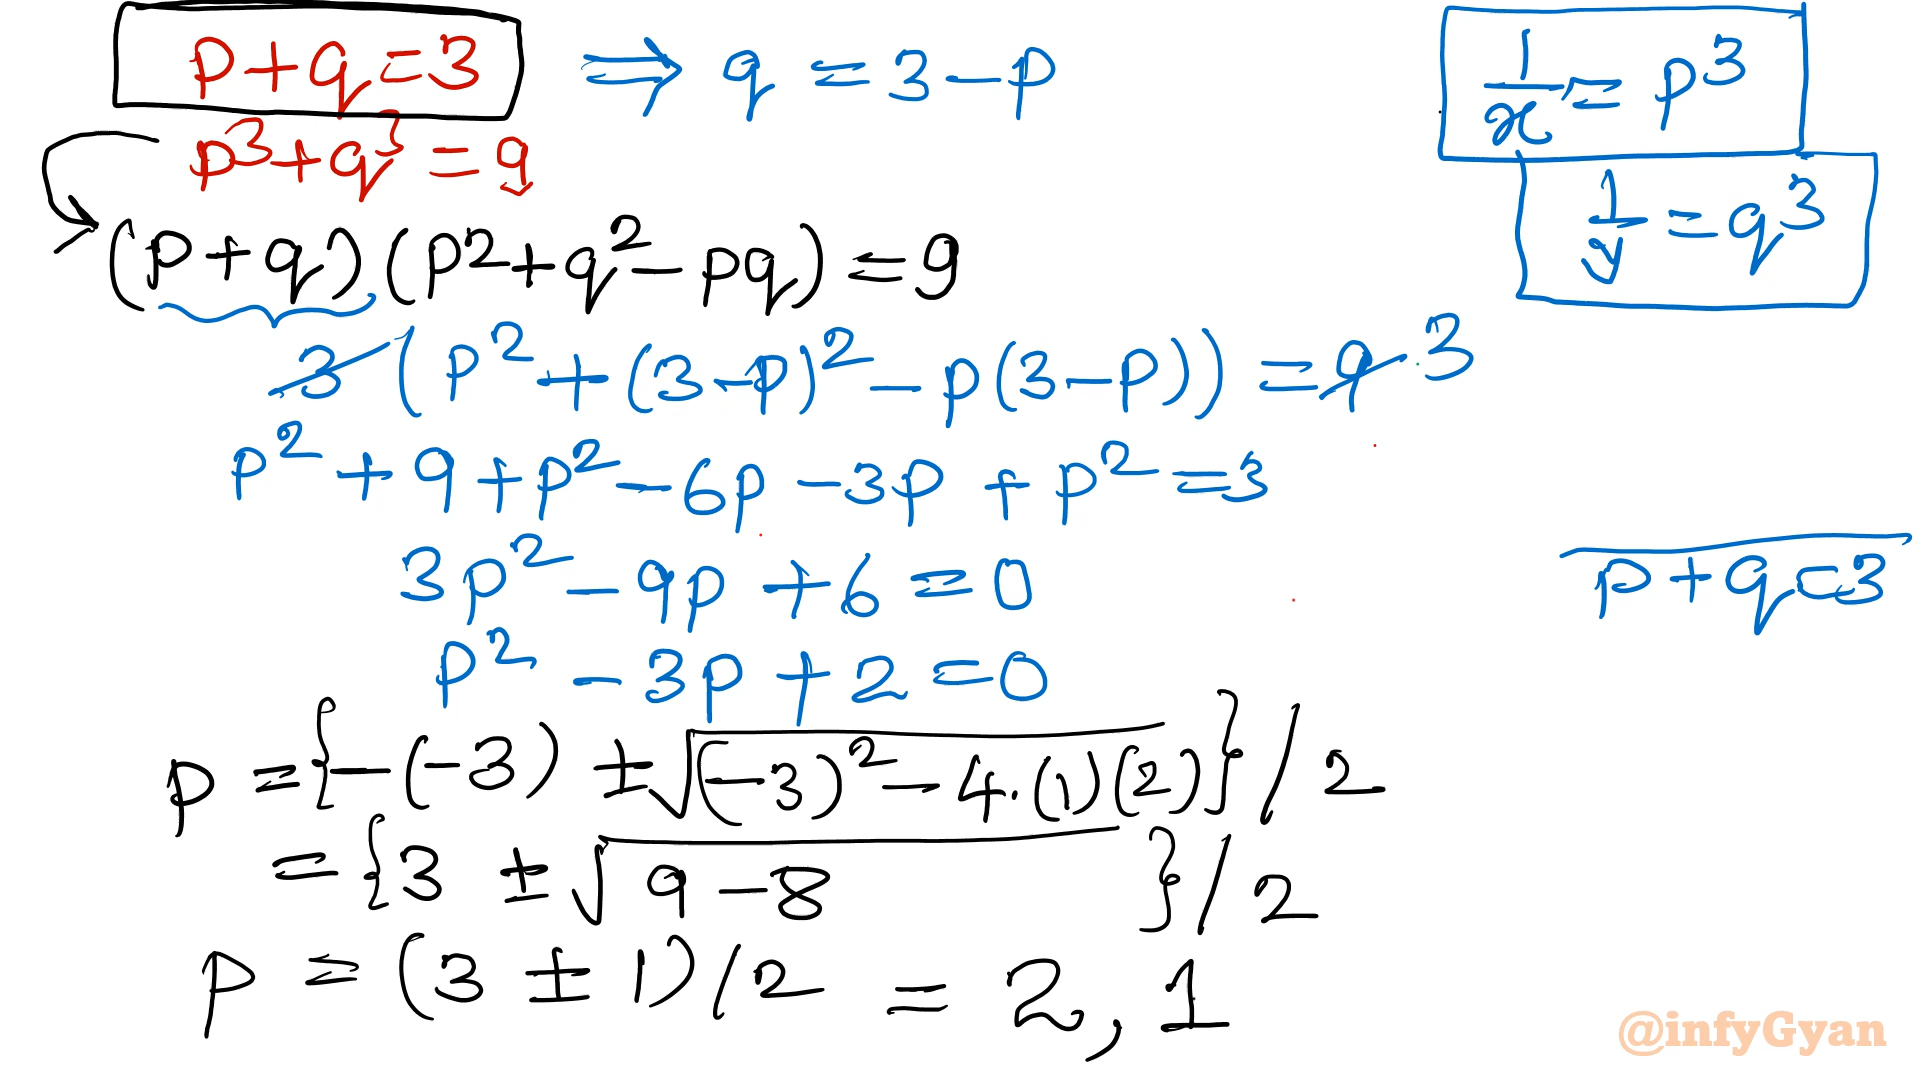 p+q=3 ⇒ q = 3-p
1/x = p³
p³+q³ = 9
1/y = q³
(p+q)(p²+q²-pq) = 9
3(p²+(3-p)²-p(3-p)) = 9 3
p²+9+p²-6p-3p+p²=3
3p²-9p+6=0
p+q=3
p²-3p+2=0
p = {-(-3) ± √(-3)²-4.(1)(2)}/2
= {3 ± √9-8 }/2
p = (3 ± 1)/2 = 2, 1
@infyGyan